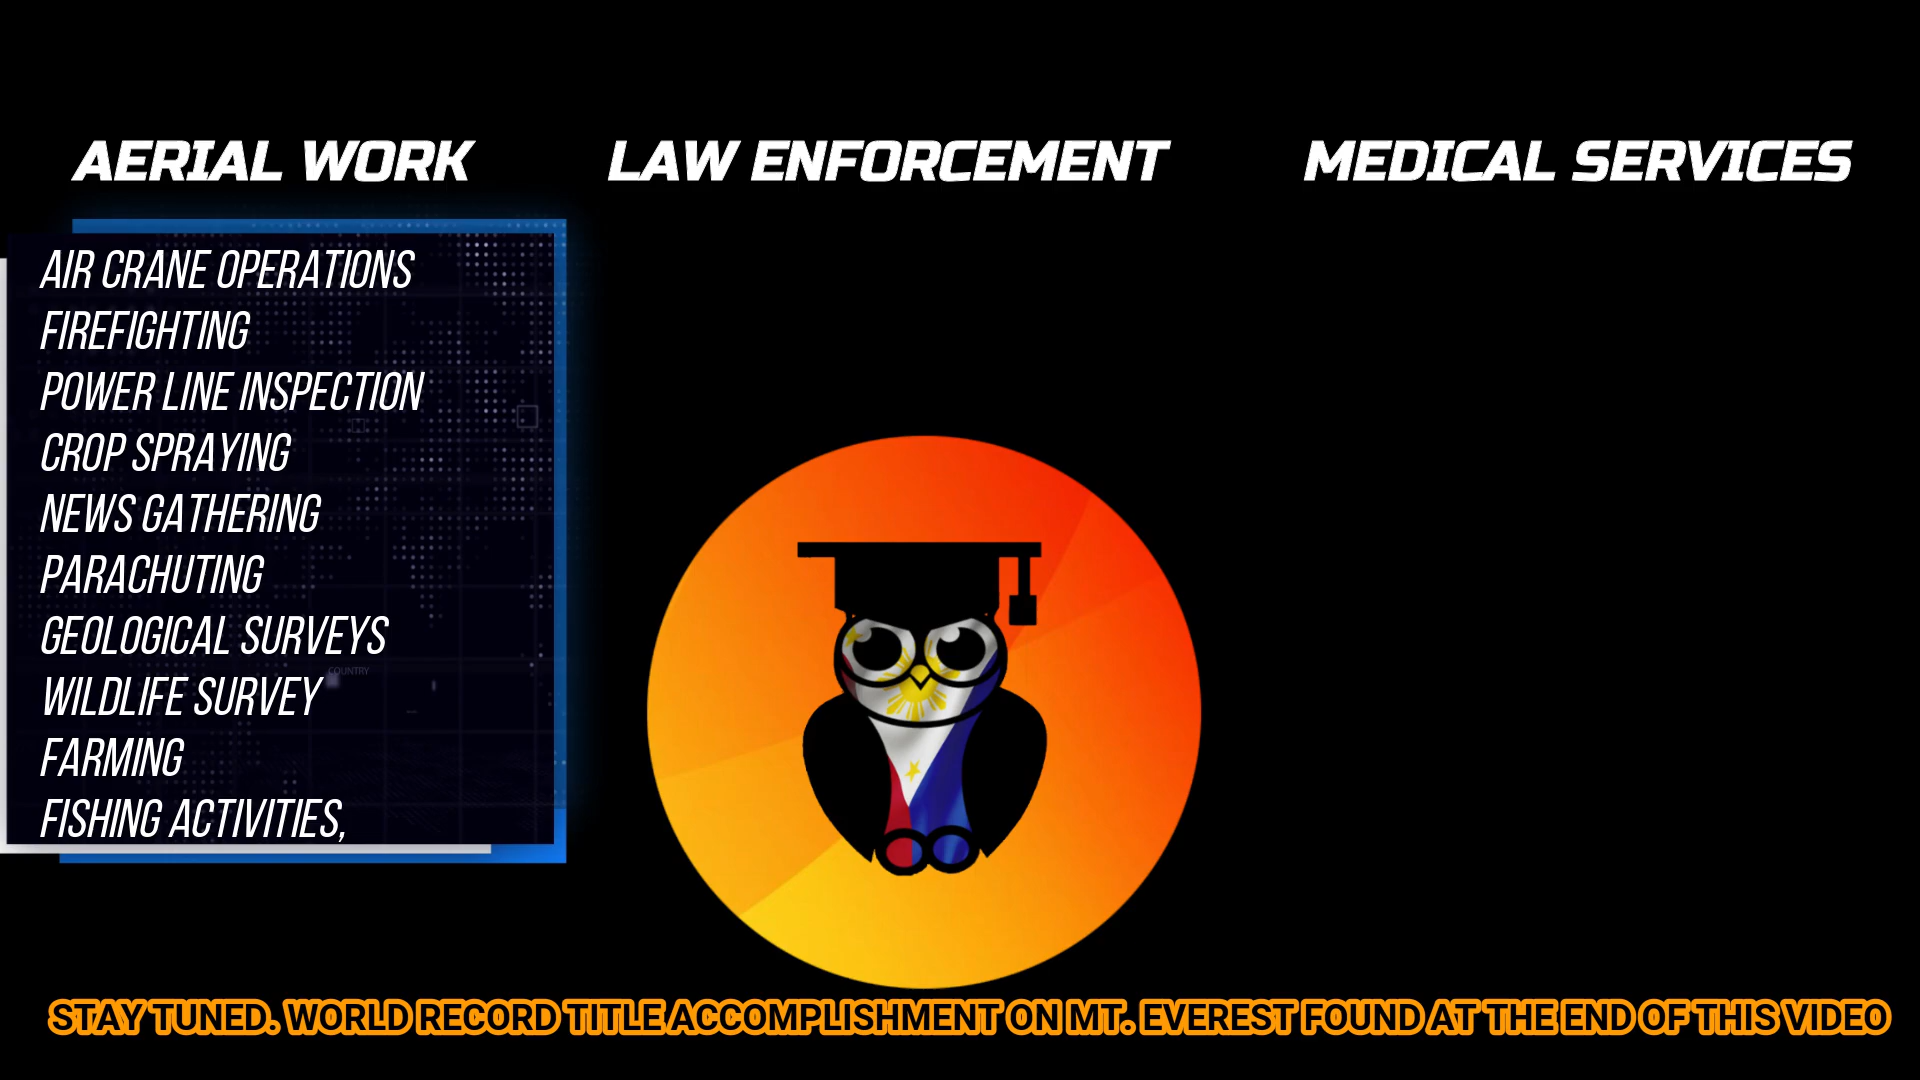 AERIAL WORK
LAW ENFORCEMENT
MEDICAL SERVICES
AIR CRANE OPERATIONS
FIREFIGHTING
POWER LINE INSPECTION
CROP SPRAYING
NEWS GATHERING
PARACHUTING
GEOLOGICAL SURVEYS
COUNTRY
WILDLIFE SURVEY
FARMING
FISHING ACTIVITIES,
STAY TUNED. WORLD RECORD TITLE ACCOMPLISHMENT ON MT. EVEREST FOUND AT THE END OF THIS VIDEO